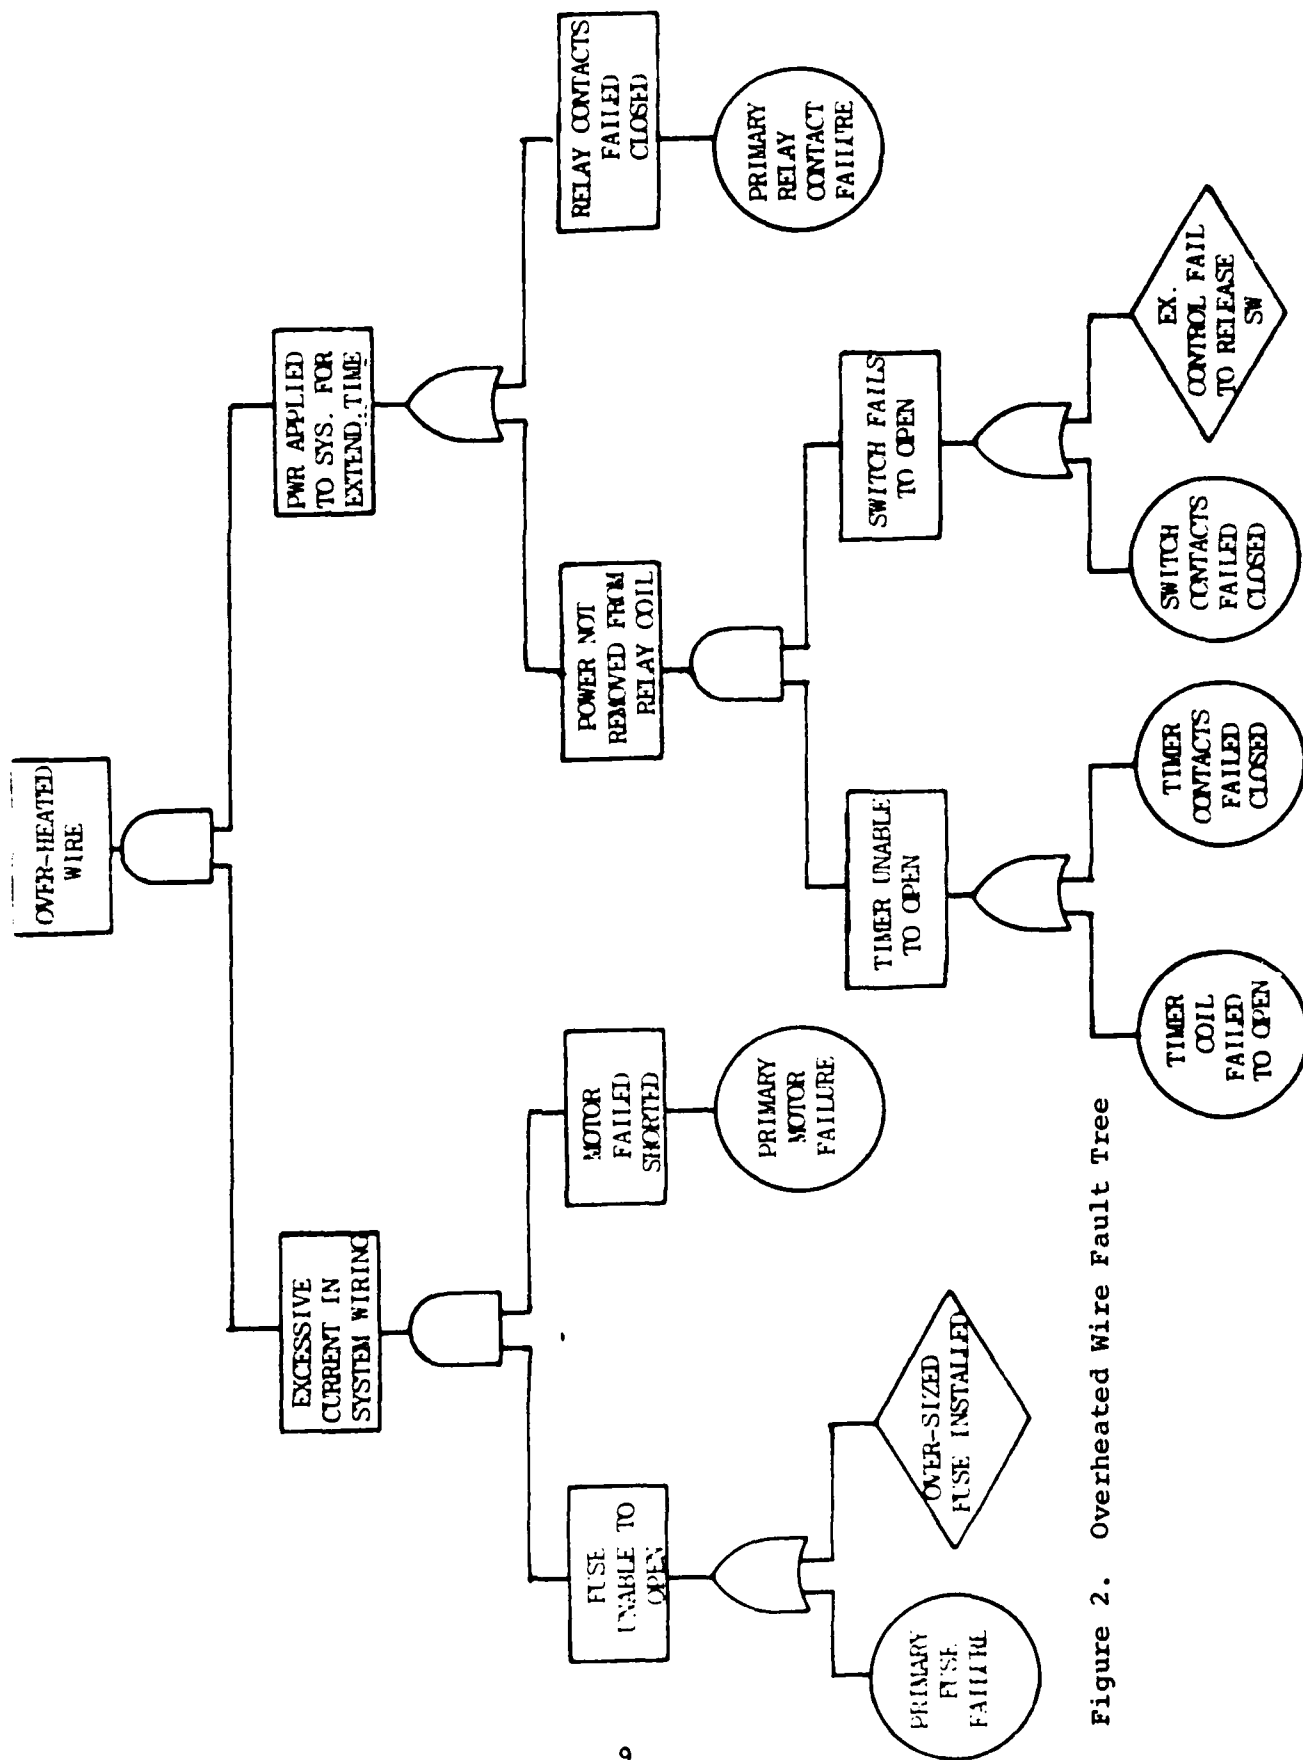 OVER-HEATED
WIRE
EXCESSIVE
CURRENT IN
SYSTEM WIRING
PWR APPLIED
TO SYS. FOR
EXTEND.TIME
FUSE
UNABLE TO
OPEN
MOTOR
FAILED
SHORTED
POWER NOT
REMOVED FROM
RELAY COIL
RELAY CONTACTS
FAILED
CLOSED
PRIMARY
MOTOR
FAILURE
PRIMARY
RELAY
CONTACT
FAILURE
TIMER UNABLE
TO OPEN
SWITCH FAILS
TO OPEN
PRIMARY
FUSE
FAILURE
OVER-SIZED
FUSE INSTALLED
TIMER
COIL
FAILED
TO OPEN
TIMER
CONTACTS
FAILED
CLOSED
SWITCH
CONTACTS
FAILED
CLOSED
EX.
CONTROL FAIL
TO RELEASE
SW
Figure 2. Overheated Wire Fault Tree
9